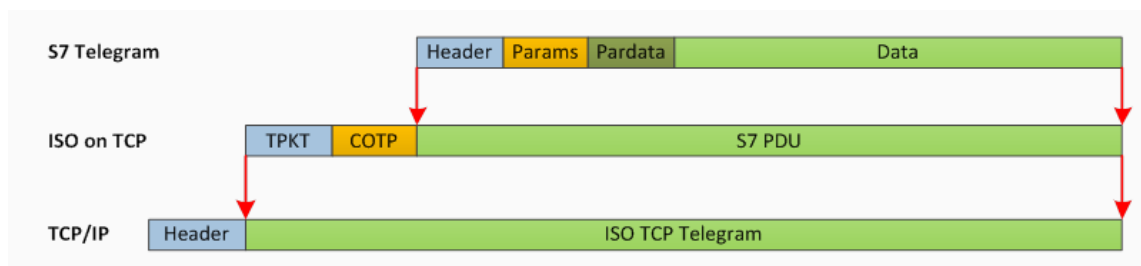 S7 Telegram Header Params Pardata Data
ISO on TCP TPKT COTP S7 PDU
TCP/IP Header ISO TCP Telegram